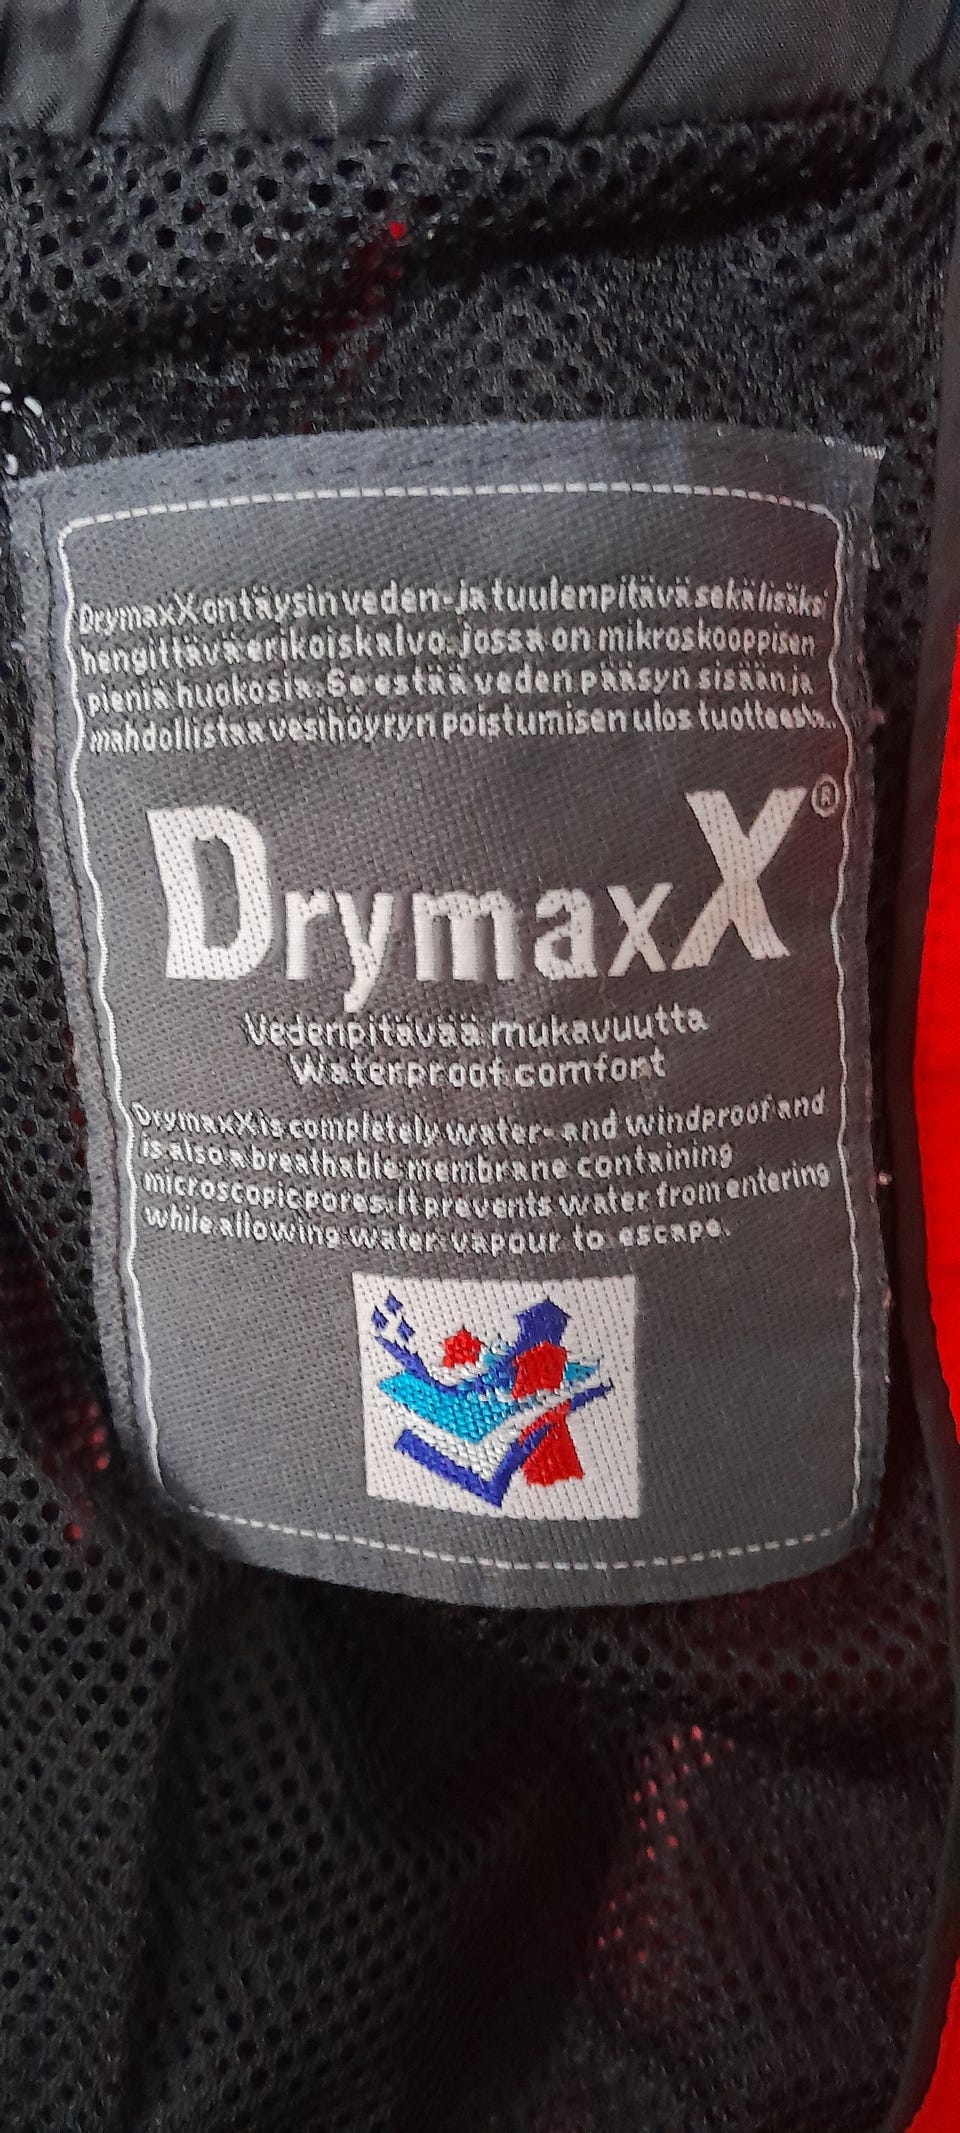 DrymaxX on täysin veden- ja tuulenpitävä sekä lisäksi
hengittävä erikoiskalvo, jossa on mikroskooppisen
pieniä huokosia. Se estää veden pääsyn sisään ja
mahdollistaa vesihöyryn poistumisen ulos tuotteesta.
DrymaxX®
Vedenpitävää mukavuutta
Waterproof comfort
DrymaxX is completely water- and windproof and
is also a breathable membrane containing
microscopic pores. It prevents water from entering
while allowing water vapour to escape.